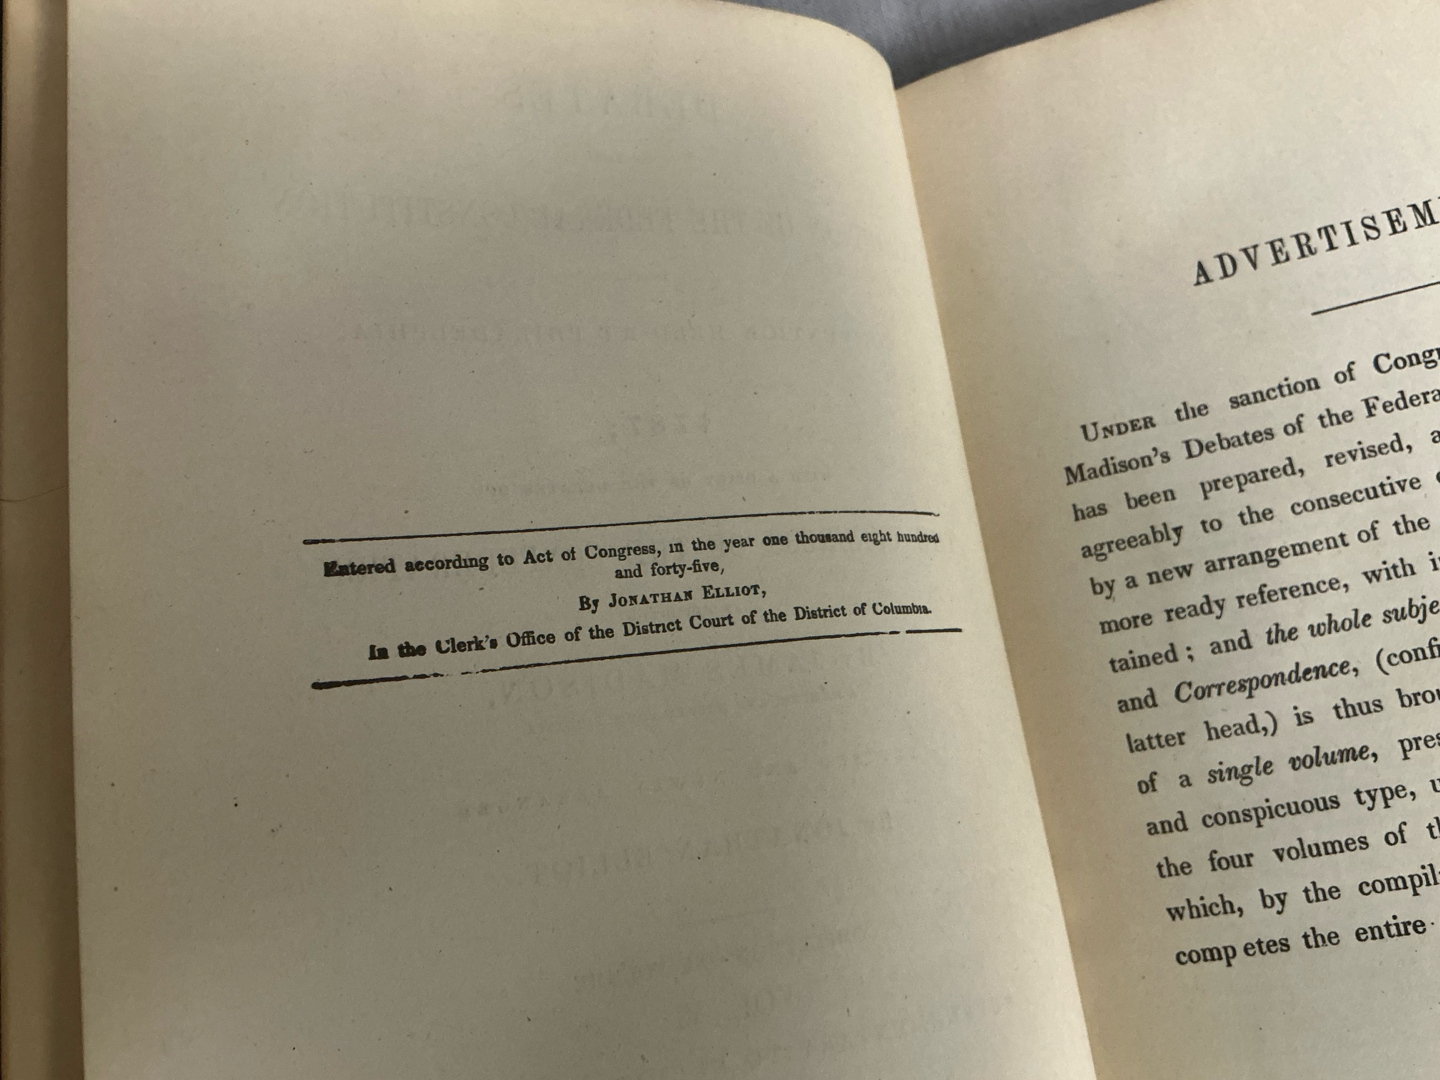 Entered according to Act of Congress, in the year one thousand eight hundred
and forty-five,
By JONATHAN ELLIOT,
In the Clerk's Office of the District Court of the District of Columbia.
ADVERTISEM
UNDER the sanction of Congr
Madison's Debates of the Federa
has been prepared, revised, a
agreeably to the consecutive
by a new arrangement of the
more ready reference, with i
tained; and the whole subje
and Correspondence, (confi
latter head,) is thus brou
of a single volume, pres
and conspicuous type, u
the four volumes of t
which, by the compil
comp etes the entire